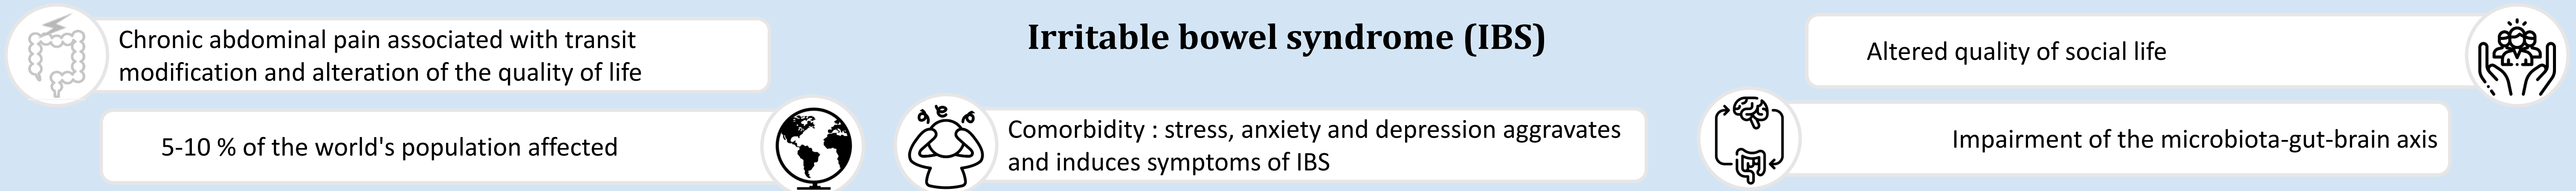 Irritable bowel syndrome (IBS)
Chronic abdominal pain associated with transit
modification and alteration of the quality of life
5-10 % of the world's population affected
Comorbidity : stress, anxiety and depression aggravates
and induces symptoms of IBS
Altered quality of social life
Impairment of the microbiota-gut-brain axis